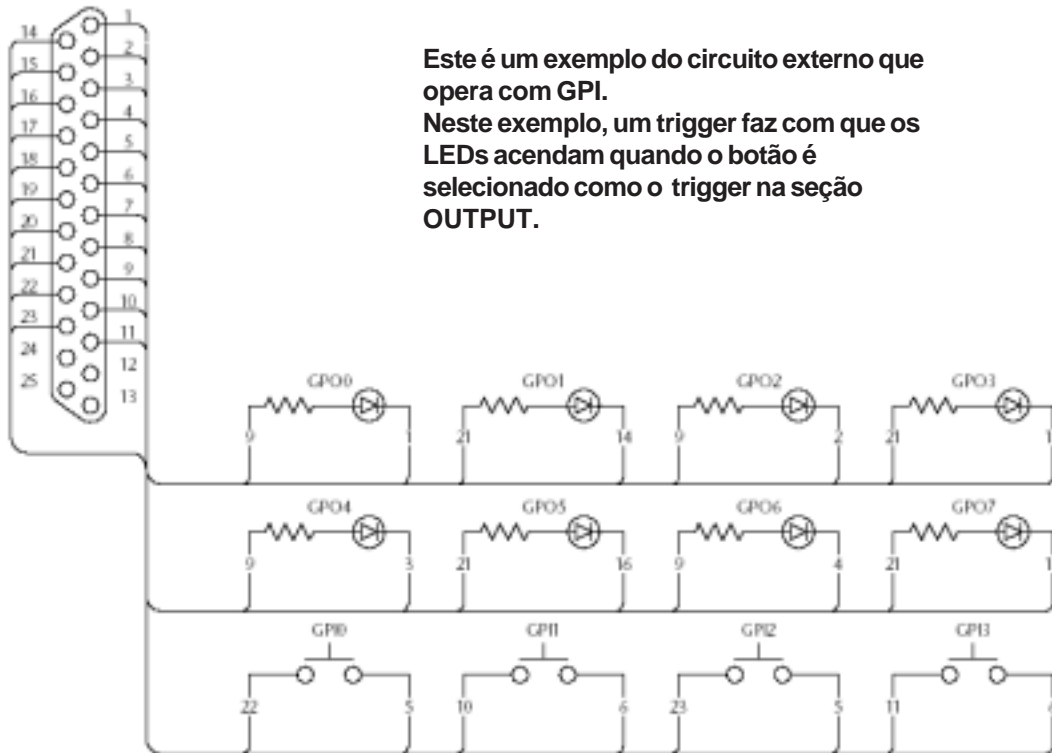 Este é um exemplo do circuito externo que
opera com GPI.
Neste exemplo, um trigger faz com que os
LEDs acendam quando o botão é
selecionado como o trigger na seção
OUTPUT.
1
14
2
15
3
16
4
17
5
18
6
19
7
20
8
21
9
22
10
23
11
24
12
25
13
GPO0 GPO1 GPO2 GPO3
9 1 21 14 9 2 21
GPO4 GPO5 GPO6 GPO7
9 3 21 16 9 4 21
GPI0 GPI1 GPI2 GPI3
22 5 10 6 23 5 11